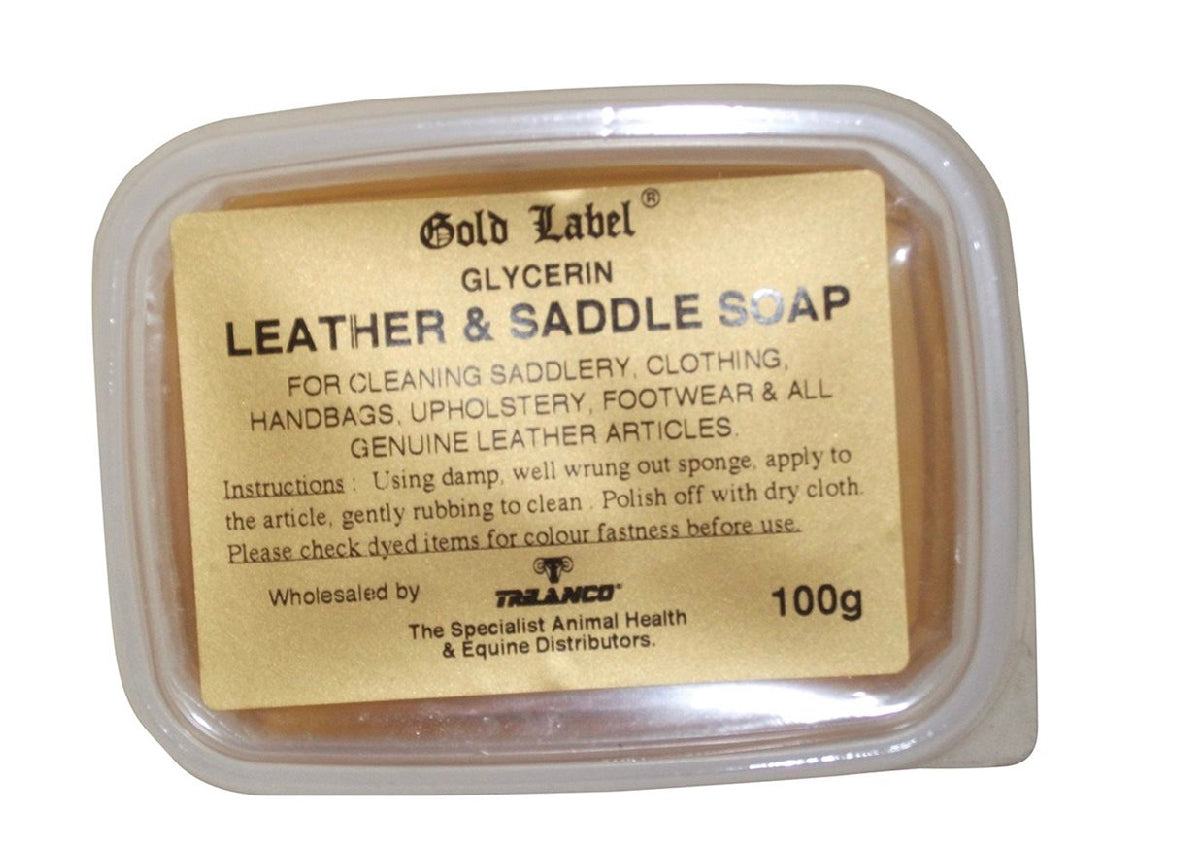 Gold Label ®
GLYCERIN
LEATHER & SADDLE SOAP
FOR CLEANING SADDLERY, CLOTHING,
HANDBAGS, UPHOLSTERY, FOOTWEAR & ALL
GENUINE LEATHER ARTICLES.
Instructions : Using damp, well wrung out sponge, apply to
the article, gently rubbing to clean . Polish off with dry cloth.
Please check dyed items for colour fastness before use.
Wholesaled by TRILANCO® 100g
The Specialist Animal Health
& Equine Distributors.